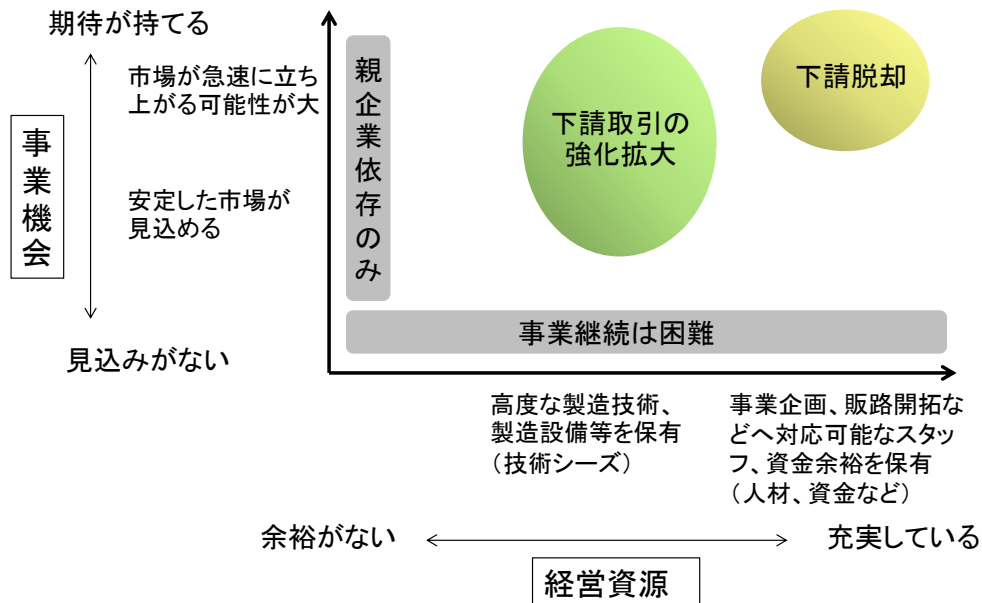 期待が持てる
市場が急速に立ち
上がる可能性が大
事業機会
安定した市場が
見込める
見込みがない
親企業依存のみ
下請取引の
強化拡大
下請脱却
事業継続は困難
高度な製造技術、
製造設備等を保有
（技術シーズ）
事業企画、販路開拓な
どへ対応可能なスタッ
フ、資金余裕を保有
（人材、資金など）
余裕がない
充実している
経営資源